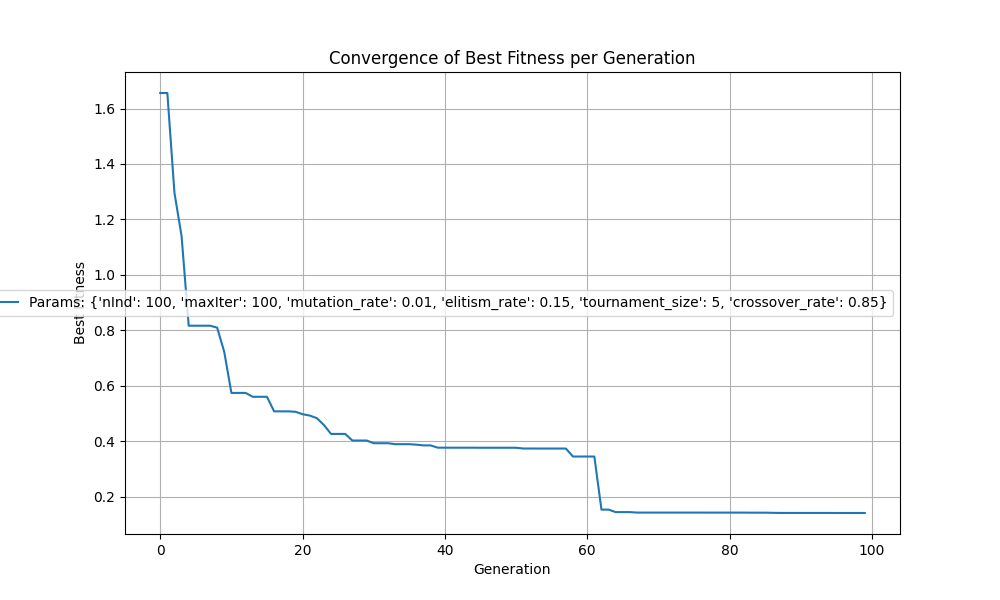 Convergence of Best Fitness per Generation
1.6
1.4
1.2
1.0
Params: {'nInd': 100, 'maxIter': 100, 'mutation_rate': 0.01, 'elitism_rate': 0.15, 'tournament_size': 5, 'crossover_rate': 0.85}
0.8
0.6
0.4
0.2
Best Fitness
0 20 40 60 80 100
Generation